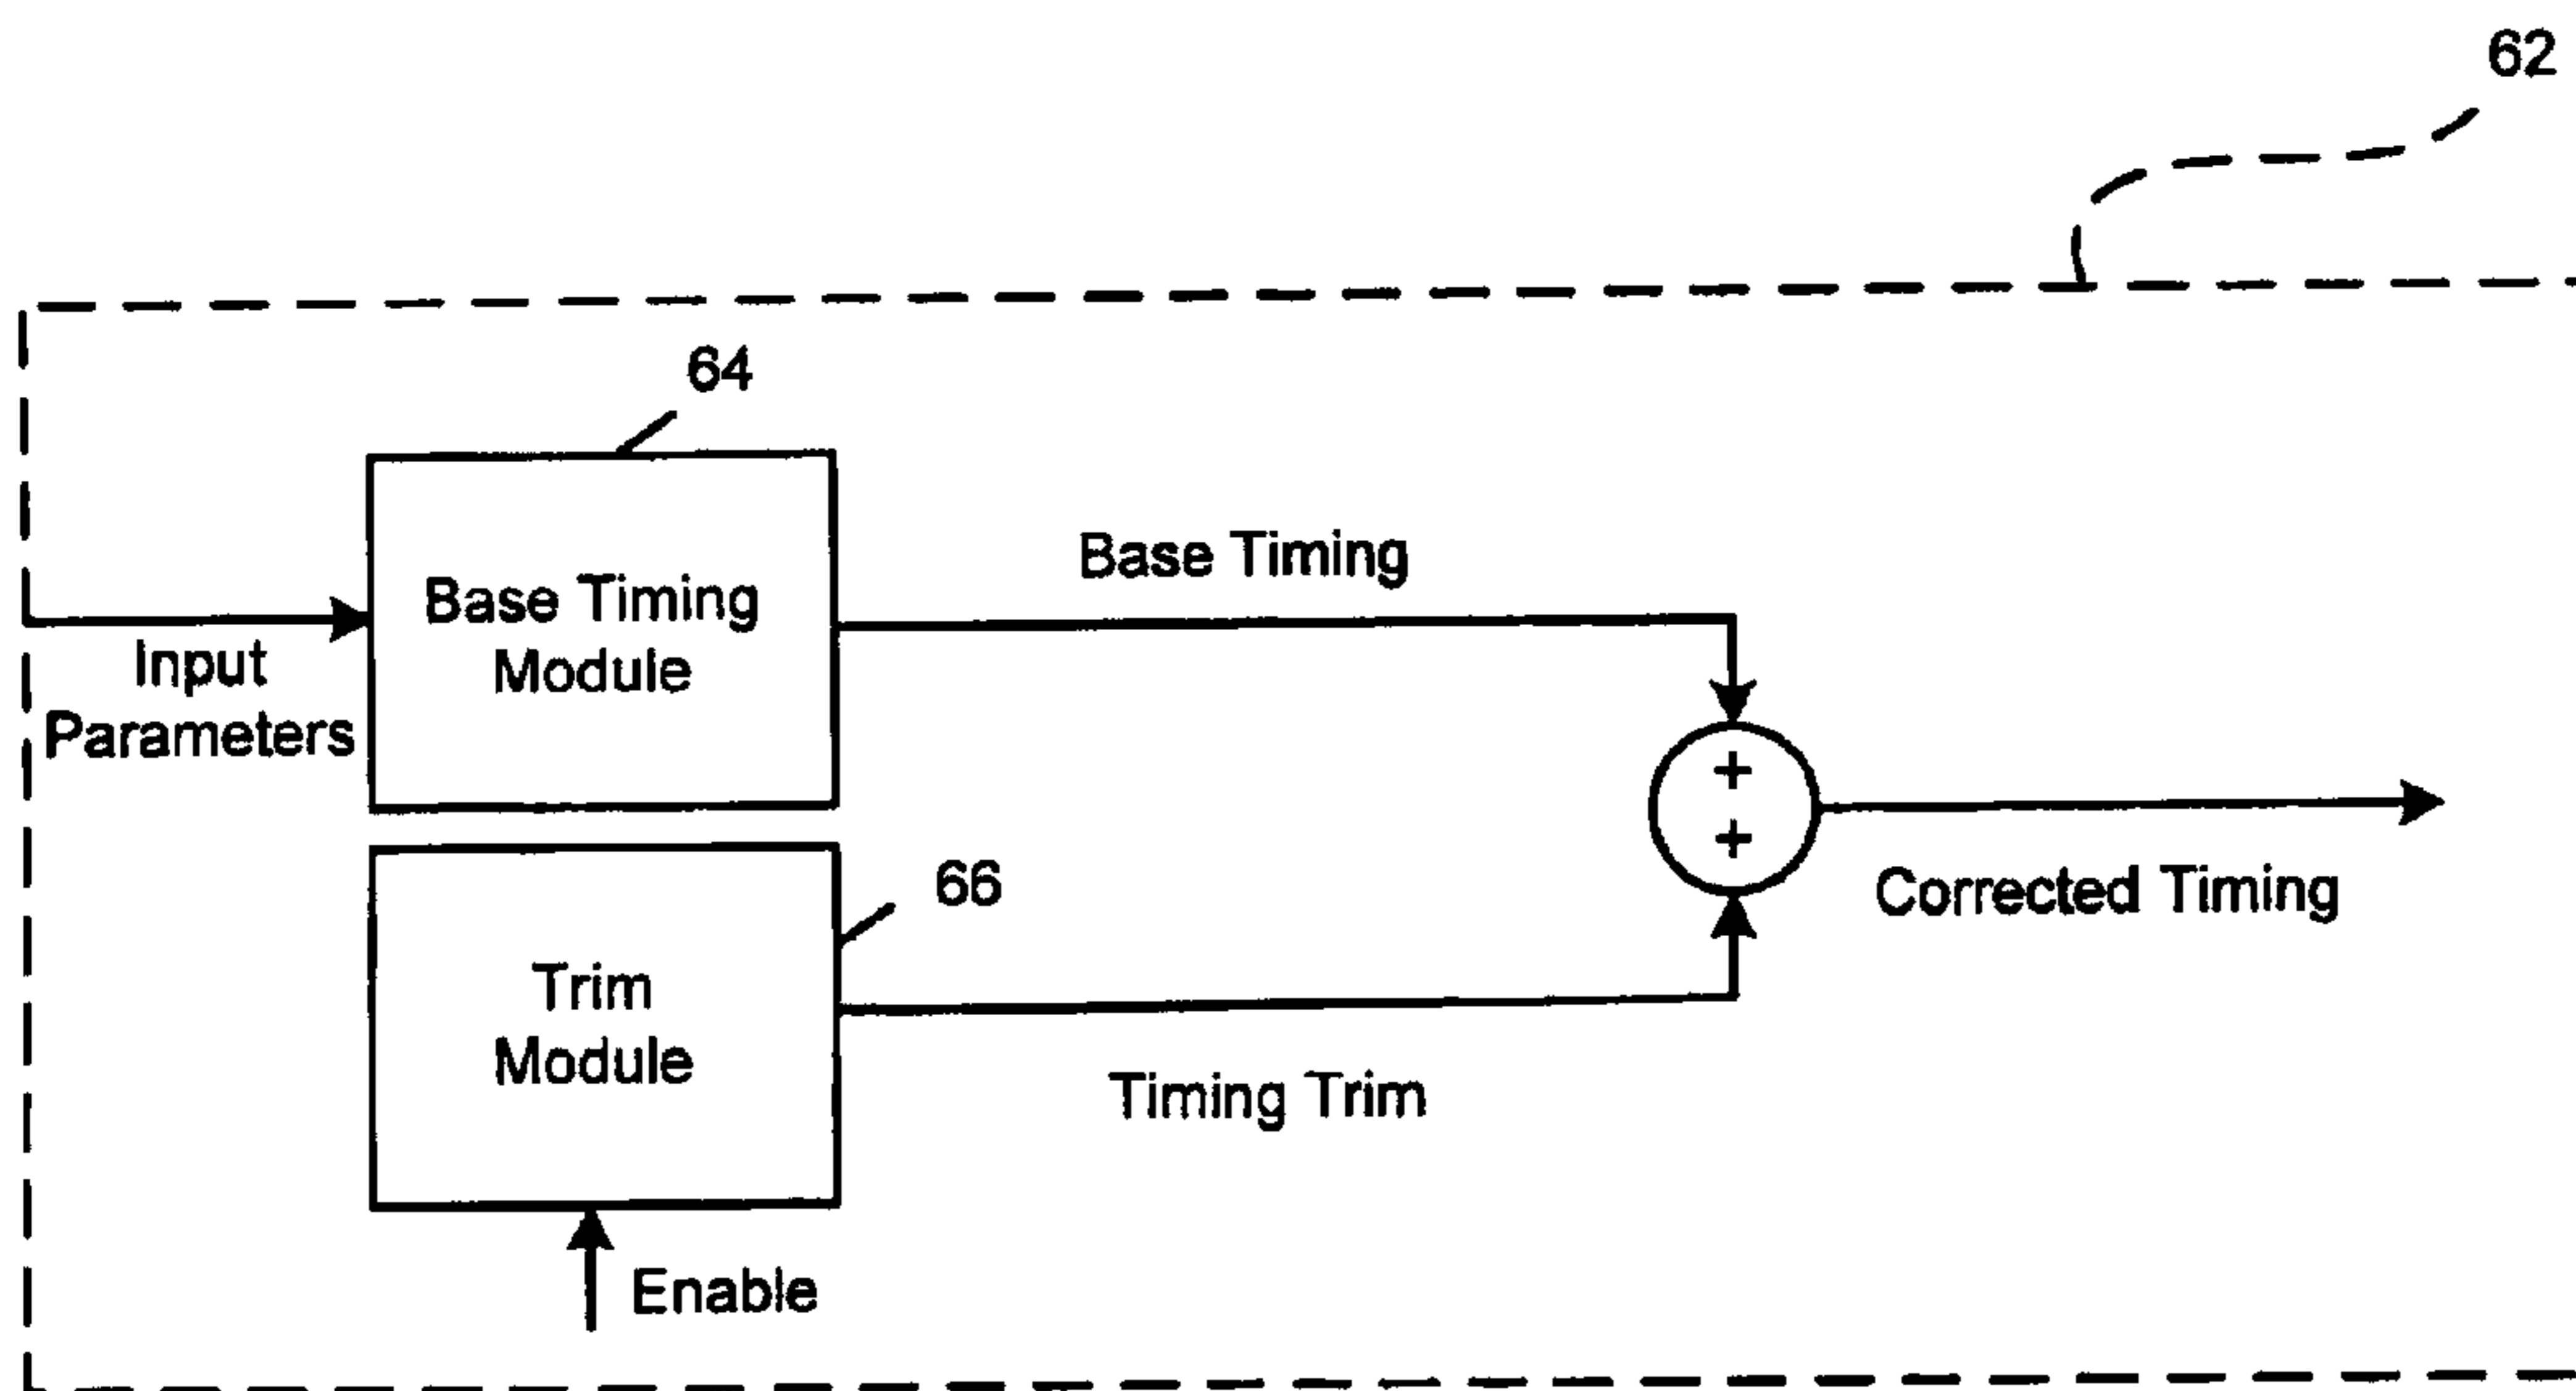 62
64
Base Timing
Module
Base Timing
Input
Parameters
+
+
66
Corrected Timing
Trim
Module
Timing Trim
Enable